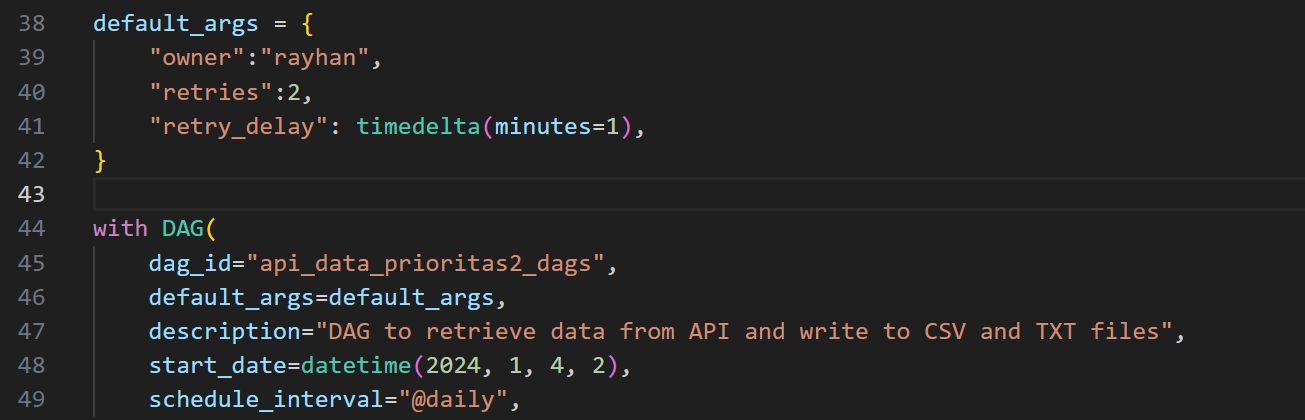 38 default_args = {
39     "owner":"rayhan",
40     "retries":2,
41     "retry_delay": timedelta(minutes=1),
42 }
43
44 with DAG(
45     dag_id="api_data_prioritas2_dags",
46     default_args=default_args,
47     description="DAG to retrieve data from API and write to CSV and TXT files",
48     start_date=datetime(2024, 1, 4, 2),
49     schedule_interval="@daily",